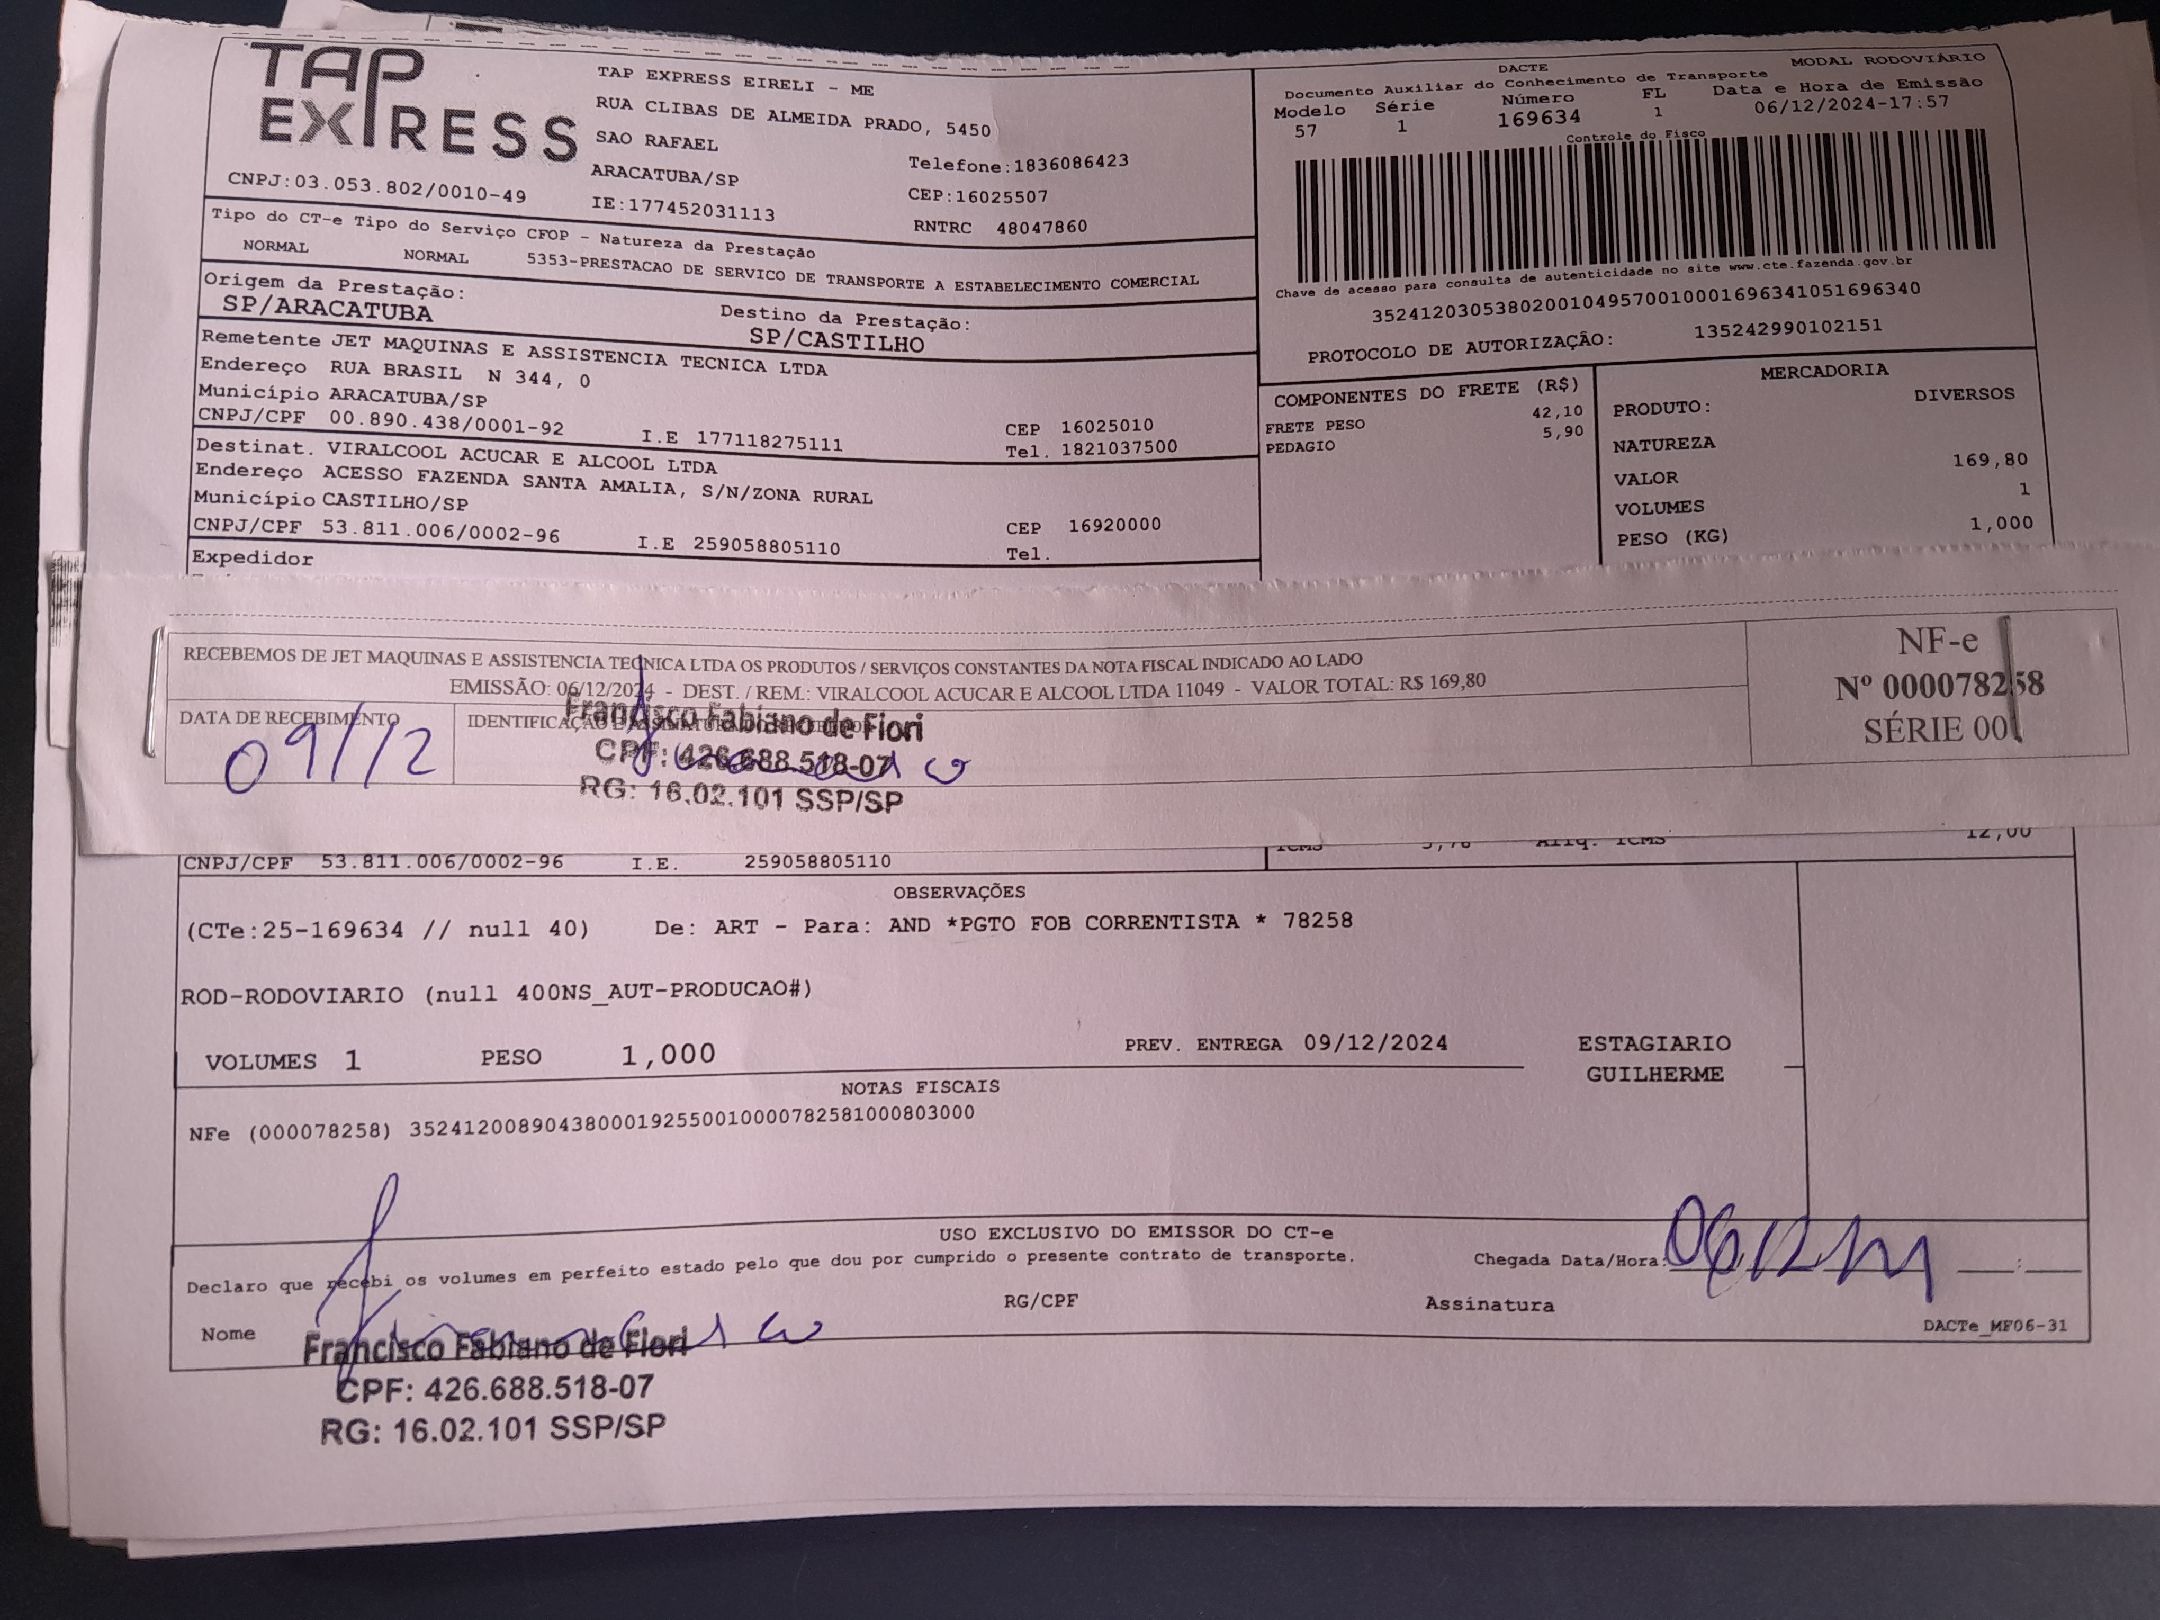 TAP EXPRESS
TAP EXPRESS EIRELI - ME
RUA CLIBAS DE ALMEIDA PRADO, 5450
SAO RAFAEL
Telefone:1836086423
ARACATUBA/SP
CEP:16025507
CNPJ:03.053.802/0010-49
IE:177452031113
RNTRC 48047860
DACTE
MODAL RODOVIÁRIO
Documento Auxiliar do Conhecimento de Transporte
Modelo Série Número FL Data e Hora de Emissão
57 1 169634 1 06/12/2024-17:57
Controle do Fisco
Chave de acesso para consulta de autenticidade no site www.cte.fazenda.gov.br
35241203053802001049570010001696341051696340
PROTOCOLO DE AUTORIZAÇÃO: 135242990102151
Tipo do CT-e Tipo do Serviço CFOP - Natureza da Prestação
NORMAL NORMAL 5353-PRESTACAO DE SERVICO DE TRANSPORTE A ESTABELECIMENTO COMERCIAL
Origem da Prestação:
SP/ARACATUBA
Destino da Prestação:
SP/CASTILHO
Remetente JET MAQUINAS E ASSISTENCIA TECNICA LTDA
Endereço RUA BRASIL N 344, 0
Município ARACATUBA/SP
CEP 16025010
CNPJ/CPF 00.890.438/0001-92 I.E 177118275111 Tel. 1821037500
Destinat. VIRALCOOL ACUCAR E ALCOOL LTDA
Endereço ACESSO FAZENDA SANTA AMALIA, S/N/ZONA RURAL
Município CASTILHO/SP
CEP 16920000
CNPJ/CPF 53.811.006/0002-96 I.E 259058805110 Tel.
Expedidor
COMPONENTES DO FRETE (R$)
FRETE PESO 42,10
PEDAGIO 5,90
MERCADORIA
PRODUTO: DIVERSOS
NATUREZA
VALOR 169,80
VOLUMES 1
PESO (KG) 1,000
RECEBEMOS DE JET MAQUINAS E ASSISTENCIA TECNICA LTDA OS PRODUTOS / SERVIÇOS CONSTANTES DA NOTA FISCAL INDICADO AO LADO
EMISSÃO: 06/12/2024 - DEST. / REM.: VIRALCOOL ACUCAR E ALCOOL LTDA 11049 - VALOR TOTAL: R$ 169,80
DATA DE RECEBIMENTO
09/12
IDENTIFICAÇÃO E ASSINATURA DO
Francisco Fabiano de Fiori
CPF: 426.688.518-07
RG: 16.02.101 SSP/SP
NF-e
Nº 000078258
SÉRIE 001
CNPJ/CPF 53.811.006/0002-96 I.E. 259058805110
ICMS 5,76 Aliq. ICMS 12,00
OBSERVAÇÕES
(CTe:25-169634 // null 40) De: ART - Para: AND *PGTO FOB CORRENTISTA * 78258
ROD-RODOVIARIO (null 400NS_AUT-PRODUCAO#)
VOLUMES 1 PESO 1,000 PREV. ENTREGA 09/12/2024
ESTAGIARIO
GUILHERME
NOTAS FISCAIS
NFe (000078258) 35241200890438000192550010000782581000803000
USO EXCLUSIVO DO EMISSOR DO CT-e
Declaro que recebi os volumes em perfeito estado pelo que dou por cumprido o presente contrato de transporte.
Chegada Data/Hora: __:__
Nome RG/CPF Assinatura
DACTe_MF06-31
Francisco Fabiano de Fiori
CPF: 426.688.518-07
RG: 16.02.101 SSP/SP